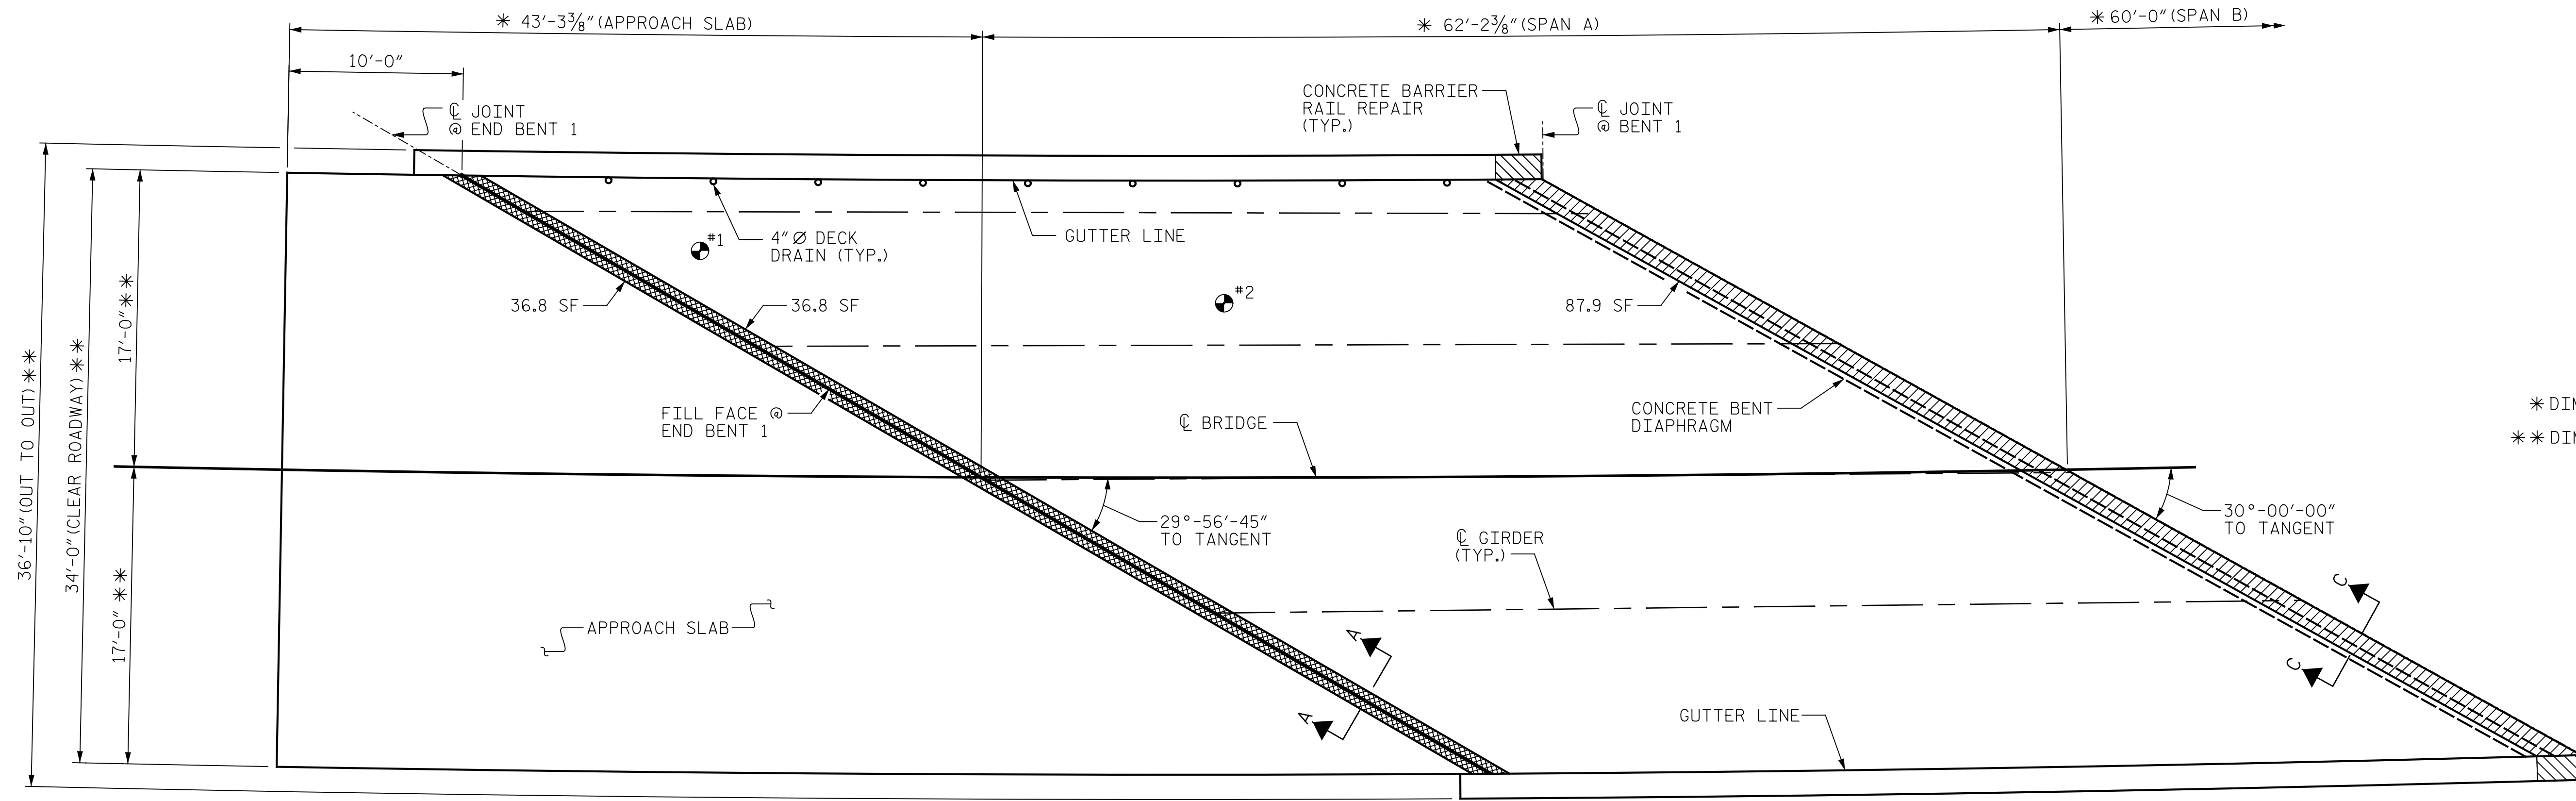 ✳ 43'-3⅜" (APPROACH SLAB)
✳ 62'-2⅜" (SPAN A)
✳ 60'-0" (SPAN B)
10'-0"
℄ JOINT
@ END BENT 1
CONCRETE BARRIER
RAIL REPAIR
(TYP.)
℄ JOINT
@ BENT 1
#1
4" Ø DECK
DRAIN (TYP.)
GUTTER LINE
36.8 SF
36.8 SF
#2
87.9 SF
17'-0" ✳✳
36'-10" (OUT TO OUT) ✳✳
34'-0" (CLEAR ROADWAY) ✳✳
17'-0" ✳✳
FILL FACE @
END BENT 1
℄ BRIDGE
CONCRETE BENT
DIAPHRAGM
✳ DIM
✳✳ DIM
29°-56'-45"
TO TANGENT
℄ GIRDER
(TYP.)
30°-00'-00"
TO TANGENT
APPROACH SLAB
A
A
C
C
GUTTER LINE